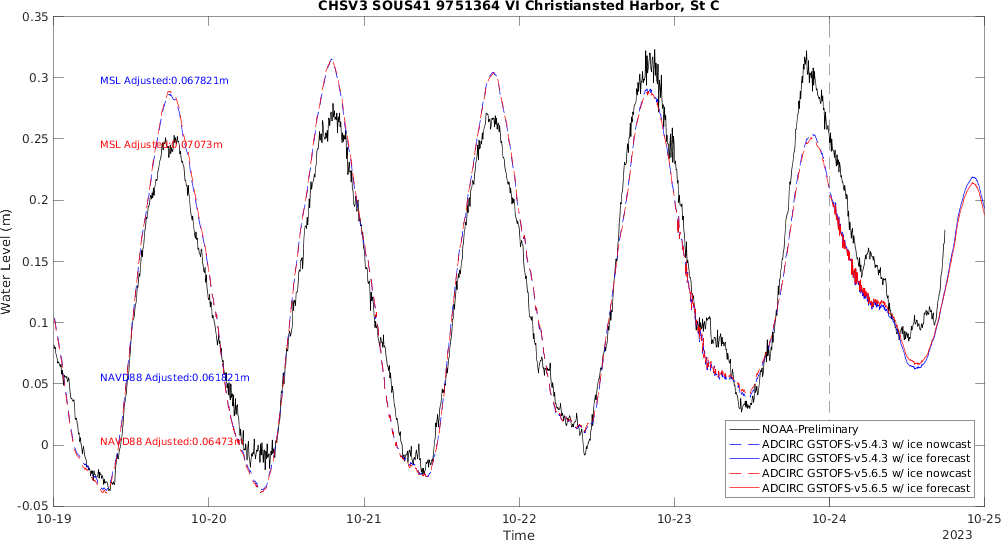 CHSV3 SOUS41 9751364 VI Christiansted Harbor, St C
0.35
0.3
0.25
0.2
0.15
0.1
0.05
0
-0.05
Water Level (m)
MSL Adjusted:0.067821m
MSL Adjusted:0.07073m
NAVD88 Adjusted:0.061821m
NAVD88 Adjusted:0.06473m
NOAA-Preliminary
ADCIRC GSTOFS-v5.4.3 w/ ice nowcast
ADCIRC GSTOFS-v5.4.3 w/ ice forecast
ADCIRC GSTOFS-v5.6.5 w/ ice nowcast
ADCIRC GSTOFS-v5.6.5 w/ ice forecast
10-19
10-20
10-21
10-22
10-23
10-24
10-25
Time
2023